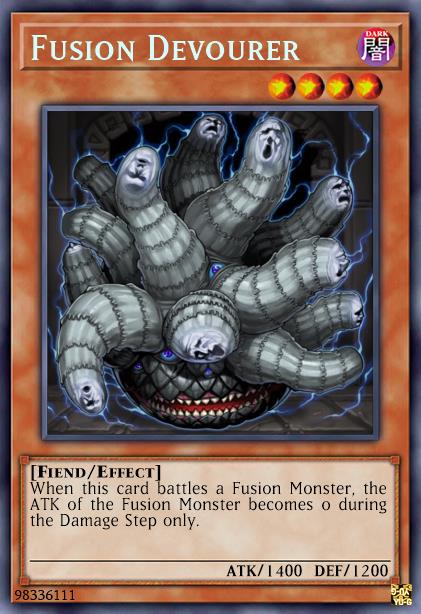 Fusion Devourer
DARK
闇
[Fiend/Effect]
When this card battles a Fusion Monster, the
ATK of the Fusion Monster becomes 0 during
the Damage Step only.
ATK/1400 DEF/1200
98336111